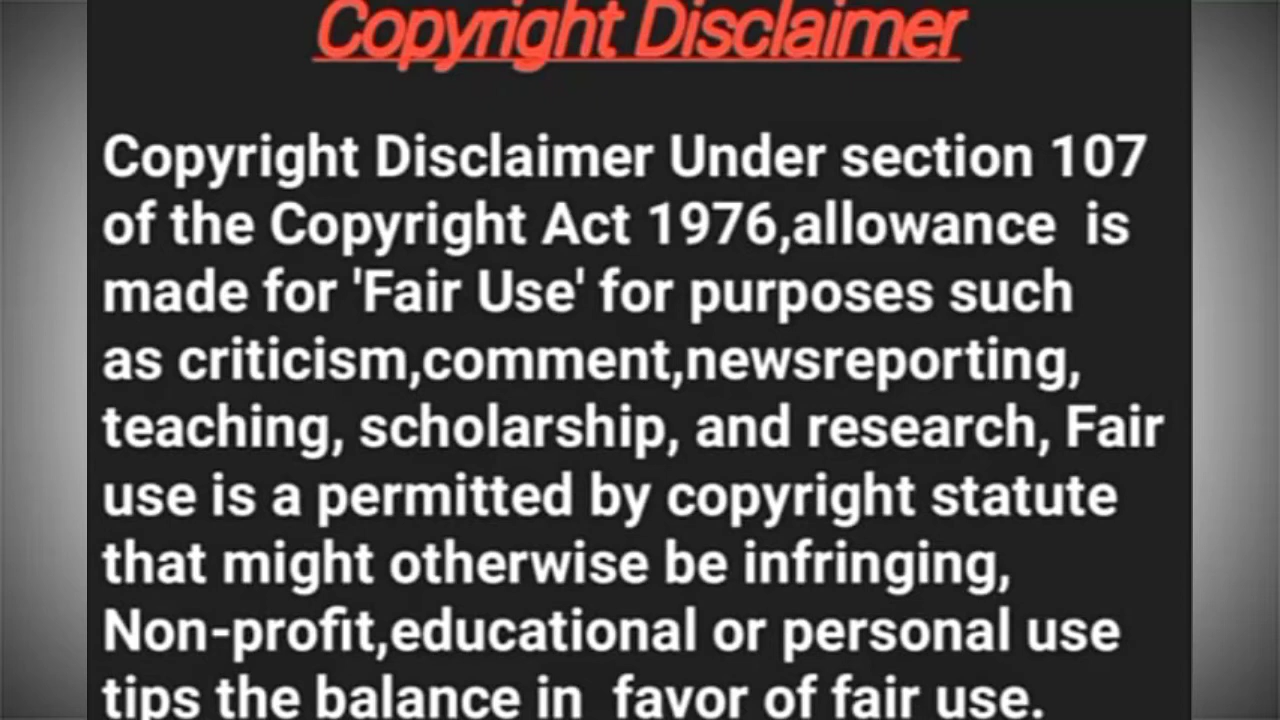 Copyright Disclaimer
Copyright Disclaimer Under section 107
of the Copyright Act 1976,allowance  is
made for 'Fair Use' for purposes such
as criticism,comment,newsreporting,
teaching, scholarship, and research, Fair
use is a permitted by copyright statute
that might otherwise be infringing,
Non-profit,educational or personal use
tips the balance in  favor of fair use.